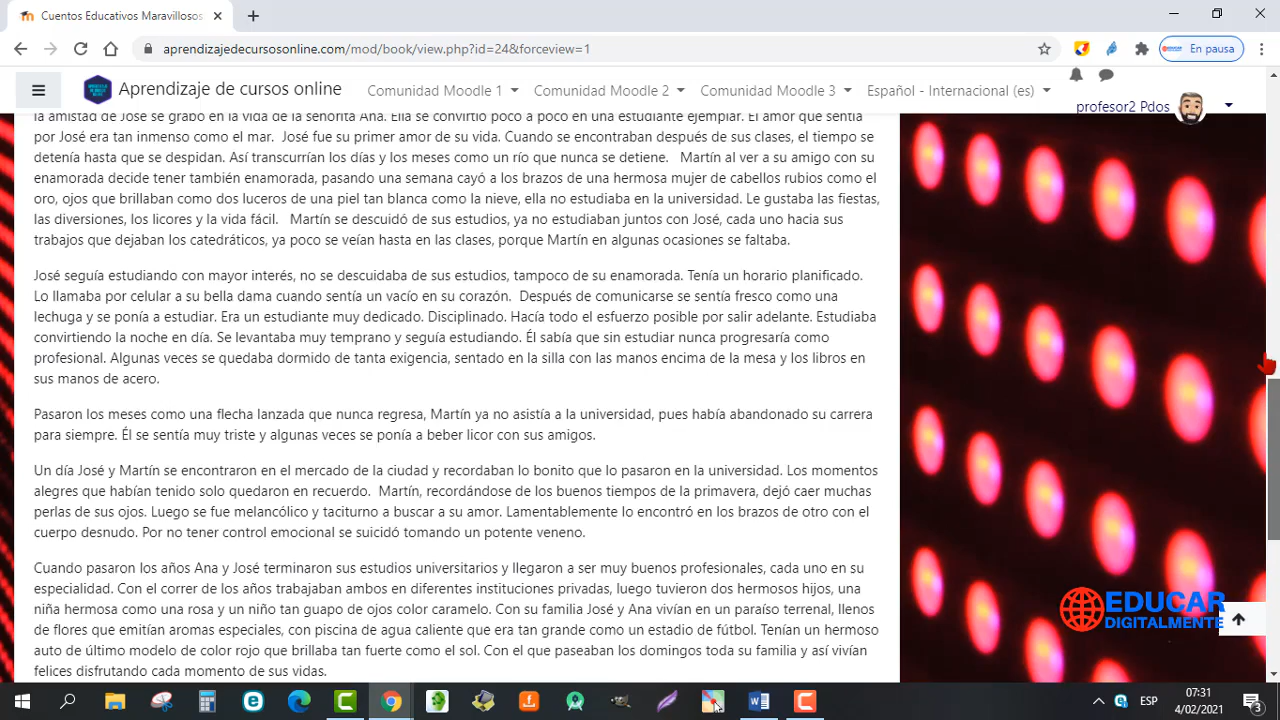 Cuentos Educativos Maravillosos
aprendizajedecursosonline.com/mod/book/view.php?id=24&forceview=1
En pausa
Aprendizaje de cursos online
Comunidad Moodle 1
Comunidad Moodle 2
Comunidad Moodle 3
Español - Internacional (es)
profesor2 Pdos
la amistad de José se grabó en la vida de la señorita Ana. Ella se convirtió poco a poco en una estudiante ejemplar. El amor que sentía
por José era tan inmenso como el mar. José fue su primer amor de su vida. Cuando se encontraban después de sus clases, el tiempo se
detenía hasta que se despidan. Así transcurrían los días y los meses como un río que nunca se detiene. Martín al ver a su amigo con su
enamorada decide tener también enamorada, pasando una semana cayó a los brazos de una hermosa mujer de cabellos rubios como el
oro, ojos que brillaban como dos luceros de una piel tan blanca como la nieve, ella no estudiaba en la universidad. Le gustaba las fiestas,
las diversiones, los licores y la vida fácil. Martín se descuidó de sus estudios, ya no estudiaban juntos con José, cada uno hacia sus
trabajos que dejaban los catedráticos, ya poco se veían hasta en las clases, porque Martín en algunas ocasiones se faltaba.
José seguía estudiando con mayor interés, no se descuidaba de sus estudios, tampoco de su enamorada. Tenía un horario planificado.
Lo llamaba por celular a su bella dama cuando sentía un vacío en su corazón. Después de comunicarse se sentía fresco como una
lechuga y se ponía a estudiar. Era un estudiante muy dedicado. Disciplinado. Hacía todo el esfuerzo posible por salir adelante. Estudiaba
convirtiendo la noche en día. Se levantaba muy temprano y seguía estudiando. Él sabía que sin estudiar nunca progresaría como
profesional. Algunas veces se quedaba dormido de tanta exigencia, sentado en la silla con las manos encima de la mesa y los libros en
sus manos de acero.
Pasaron los meses como una flecha lanzada que nunca regresa, Martín ya no asistía a la universidad, pues había abandonado su carrera
para siempre. Él se sentía muy triste y algunas veces se ponía a beber licor con sus amigos.
Un día José y Martín se encontraron en el mercado de la ciudad y recordaban lo bonito que lo pasaron en la universidad. Los momentos
alegres que habían tenido solo quedaron en recuerdo. Martín, recordándose de los buenos tiempos de la primavera, dejó caer muchas
perlas de sus ojos. Luego se fue melancólico y taciturno a buscar a su amor. Lamentablemente lo encontró en los brazos de otro con el
cuerpo desnudo. Por no tener control emocional se suicidó tomando un potente veneno.
Cuando pasaron los años Ana y José terminaron sus estudios universitarios y llegaron a ser muy buenos profesionales, cada uno en su
especialidad. Con el correr de los años trabajaban ambos en diferentes instituciones privadas, luego tuvieron dos hermosos hijos, una
niña hermosa como una rosa y un niño tan guapo de ojos color caramelo. Con su familia José y Ana vivían en un paraíso terrenal, llenos
de flores que emitían aromas especiales, con piscina de agua caliente que era tan grande como un estadio de fútbol. Tenían un hermoso
auto de último modelo de color rojo que brillaba tan fuerte como el sol. Con el que paseaban los domingos toda su familia y así vivían
felices disfrutando cada momento de sus vidas.
EDUCAR
DIGITALMENTE
ESP
07:31
4/02/2021
3